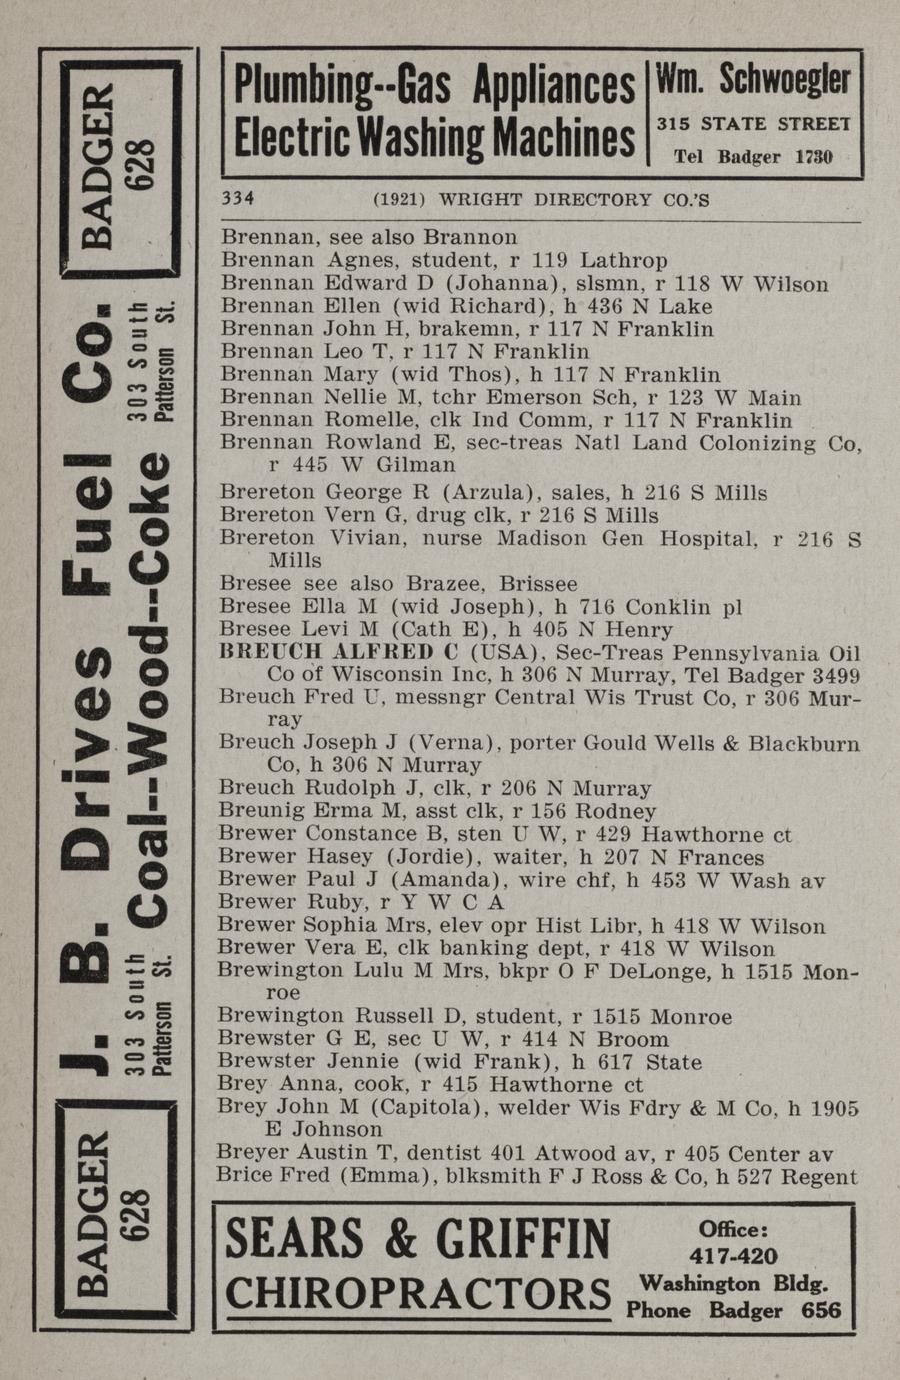 Plumbing--Gas Appliances
Electric Washing Machines
Wm. Schwoegler
315 STATE STREET
Tel Badger 1730
334 (1921) WRIGHT DIRECTORY CO.'S
Brennan, see also Brannon
Brennan Agnes, student, r 119 Lathrop
Brennan Edward D (Johanna), slsmn, r 118 W Wilson
Brennan Ellen (wid Richard), h 436 N Lake
Brennan John H, brakemn, r 117 N Franklin
Brennan Leo T, r 117 N Franklin
Brennan Mary (wid Thos), h 117 N Franklin
Brennan Nellie M, tchr Emerson Sch, r 123 W Main
Brennan Romelle, clk Ind Comm, r 117 N Franklin
Brennan Rowland E, sec-treas Natl Land Colonizing Co,
r 445 W Gilman
Brereton George R (Arzula), sales, h 216 S Mills
Brereton Vern G, drug clk, r 216 S Mills
Brereton Vivian, nurse Madison Gen Hospital, r 216 S
Mills
Bresee see also Brazee, Brissee
Bresee Ella M (wid Joseph), h 716 Conklin pl
Bresee Levi M (Cath E), h 405 N Henry
BREUCH ALFRED C (USA), Sec-Treas Pennsylvania Oil
Co of Wisconsin Inc, h 306 N Murray, Tel Badger 3499
Breuch Fred U, messngr Central Wis Trust Co, r 306 Mur-
ray
Breuch Joseph J (Verna), porter Gould Wells & Blackburn
Co, h 306 N Murray
Breuch Rudolph J, clk, r 206 N Murray
Breunig Erma M, asst clk, r 156 Rodney
Brewer Constance B, sten U W, r 429 Hawthorne ct
Brewer Hasey (Jordie), waiter, h 207 N Frances
Brewer Paul J (Amanda), wire chf, h 453 W Wash av
Brewer Ruby, r Y W C A
Brewer Sophia Mrs, elev opr Hist Libr, h 418 W Wilson
Brewer Vera E, clk banking dept, r 418 W Wilson
Brewington Lulu M Mrs, bkpr O F DeLonge, h 1515 Mon-
roe
Brewington Russell D, student, r 1515 Monroe
Brewster G E, sec U W, r 414 N Broom
Brewster Jennie (wid Frank), h 617 State
Brey Anna, cook, r 415 Hawthorne ct
Brey John M (Capitola), welder Wis Fdry & M Co, h 1905
E Johnson
Breyer Austin T, dentist 401 Atwood av, r 405 Center av
Brice Fred (Emma), blksmith F J Ross & Co, h 527 Regent
SEARS & GRIFFIN
CHIROPRACTORS
Office:
417-420
Washington Bldg.
Phone Badger 656
BADGER
628
J. B. Drives Fuel Co.
303 South
Patterson St.
Coal--Wood--Coke
303 South
Patterson St.
BADGER
628